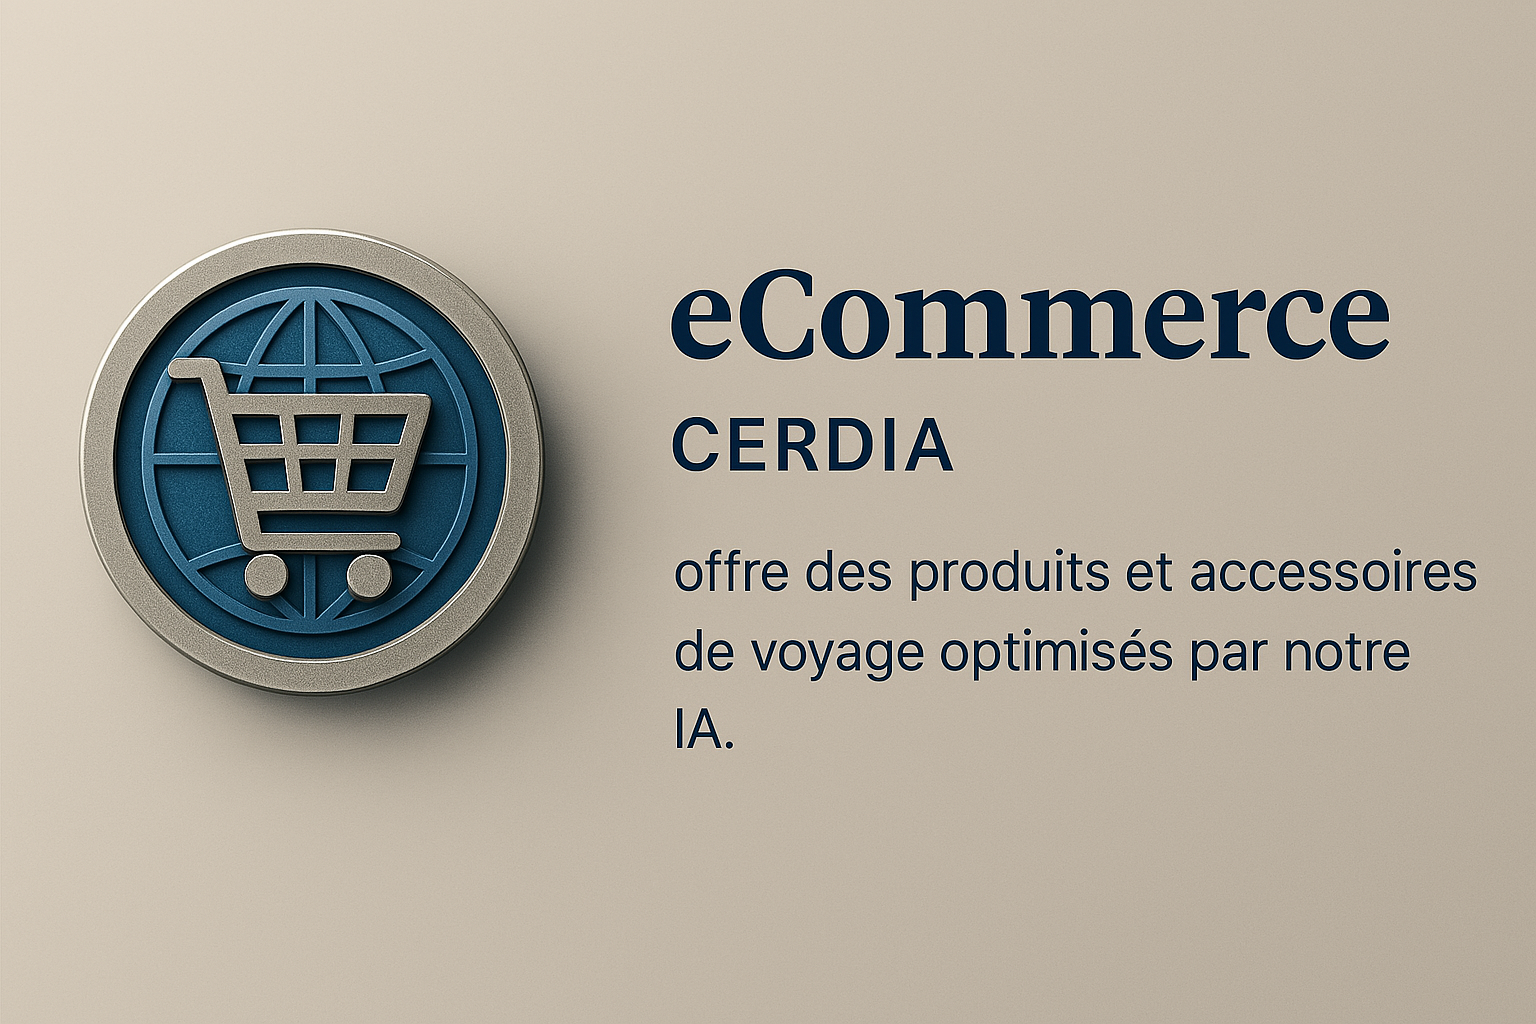 eCommerce
CERDIA
offre des produits et accessoires
de voyage optimisés par notre
IA.